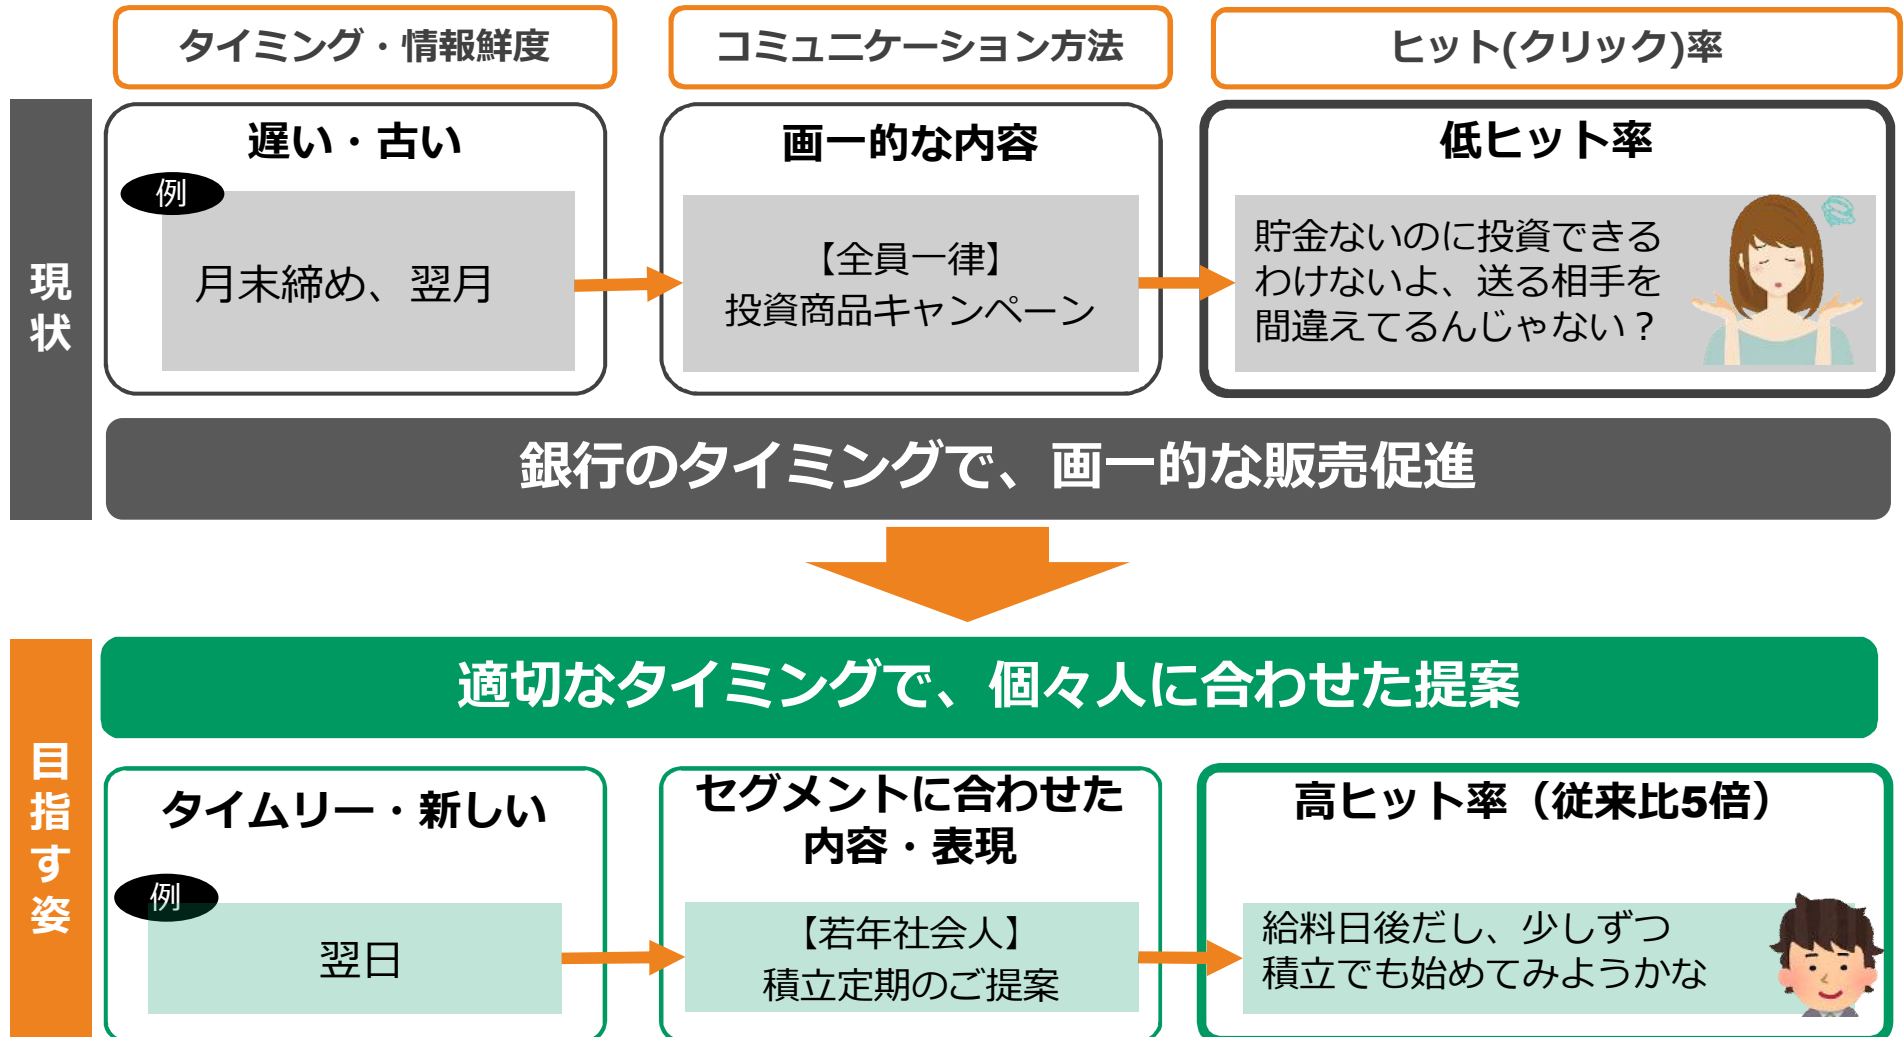 タイミング・情報鮮度
コミュニケーション方法
ヒット(クリック)率
現状
遅い・古い
例
月末締め、翌月
画一的な内容
【全員一律】
投資商品キャンペーン
低ヒット率
貯金ないのに投資できる
わけないよ、送る相手を
間違えてるんじゃない？
銀行のタイミングで、画一的な販売促進
目指す姿
適切なタイミングで、個々人に合わせた提案
タイムリー・新しい
例
翌日
セグメントに合わせた
内容・表現
【若年社会人】
積立定期のご提案
高ヒット率（従来比5倍）
給料日後だし、少しずつ
積立でも始めてみようかな